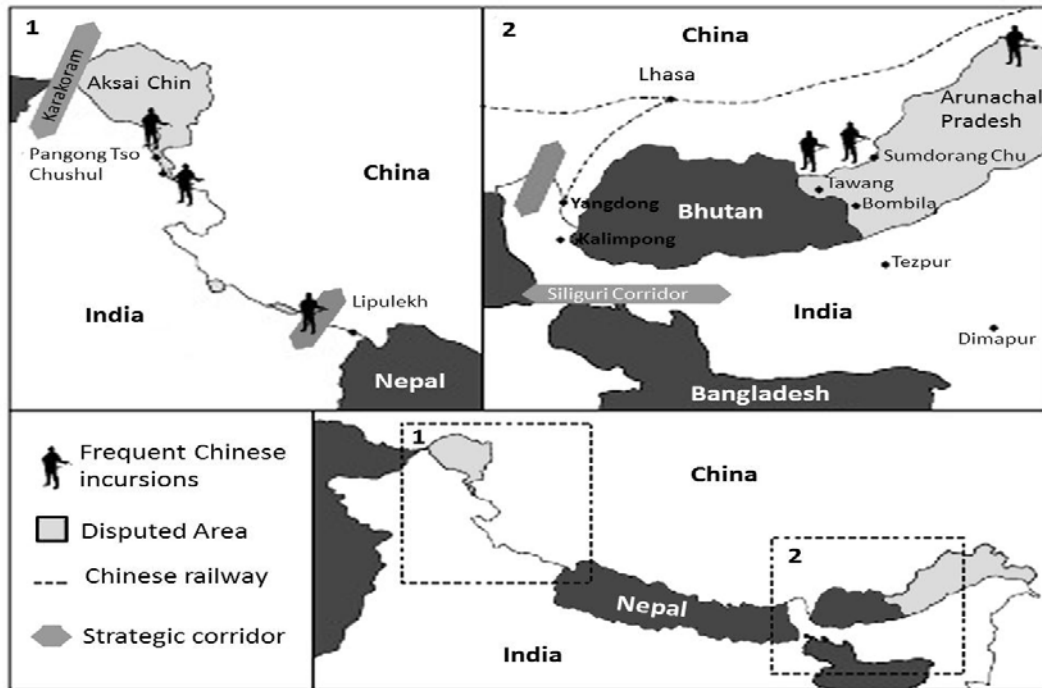 1
Karakoram
Aksai Chin
Pangong Tso
Chushul
China
India
Lipulekh
Nepal
2
China
Lhasa
Arunachal
Pradesh
Sumdorang Chu
Tawang
Bombila
Yangdong
Bhutan
Kalimpong
Tezpur
Siliguri Corridor
India
Dimapur
Bangladesh
Frequent Chinese
incursions
Disputed Area
Chinese railway
Strategic corridor
1
China
2
Nepal
India